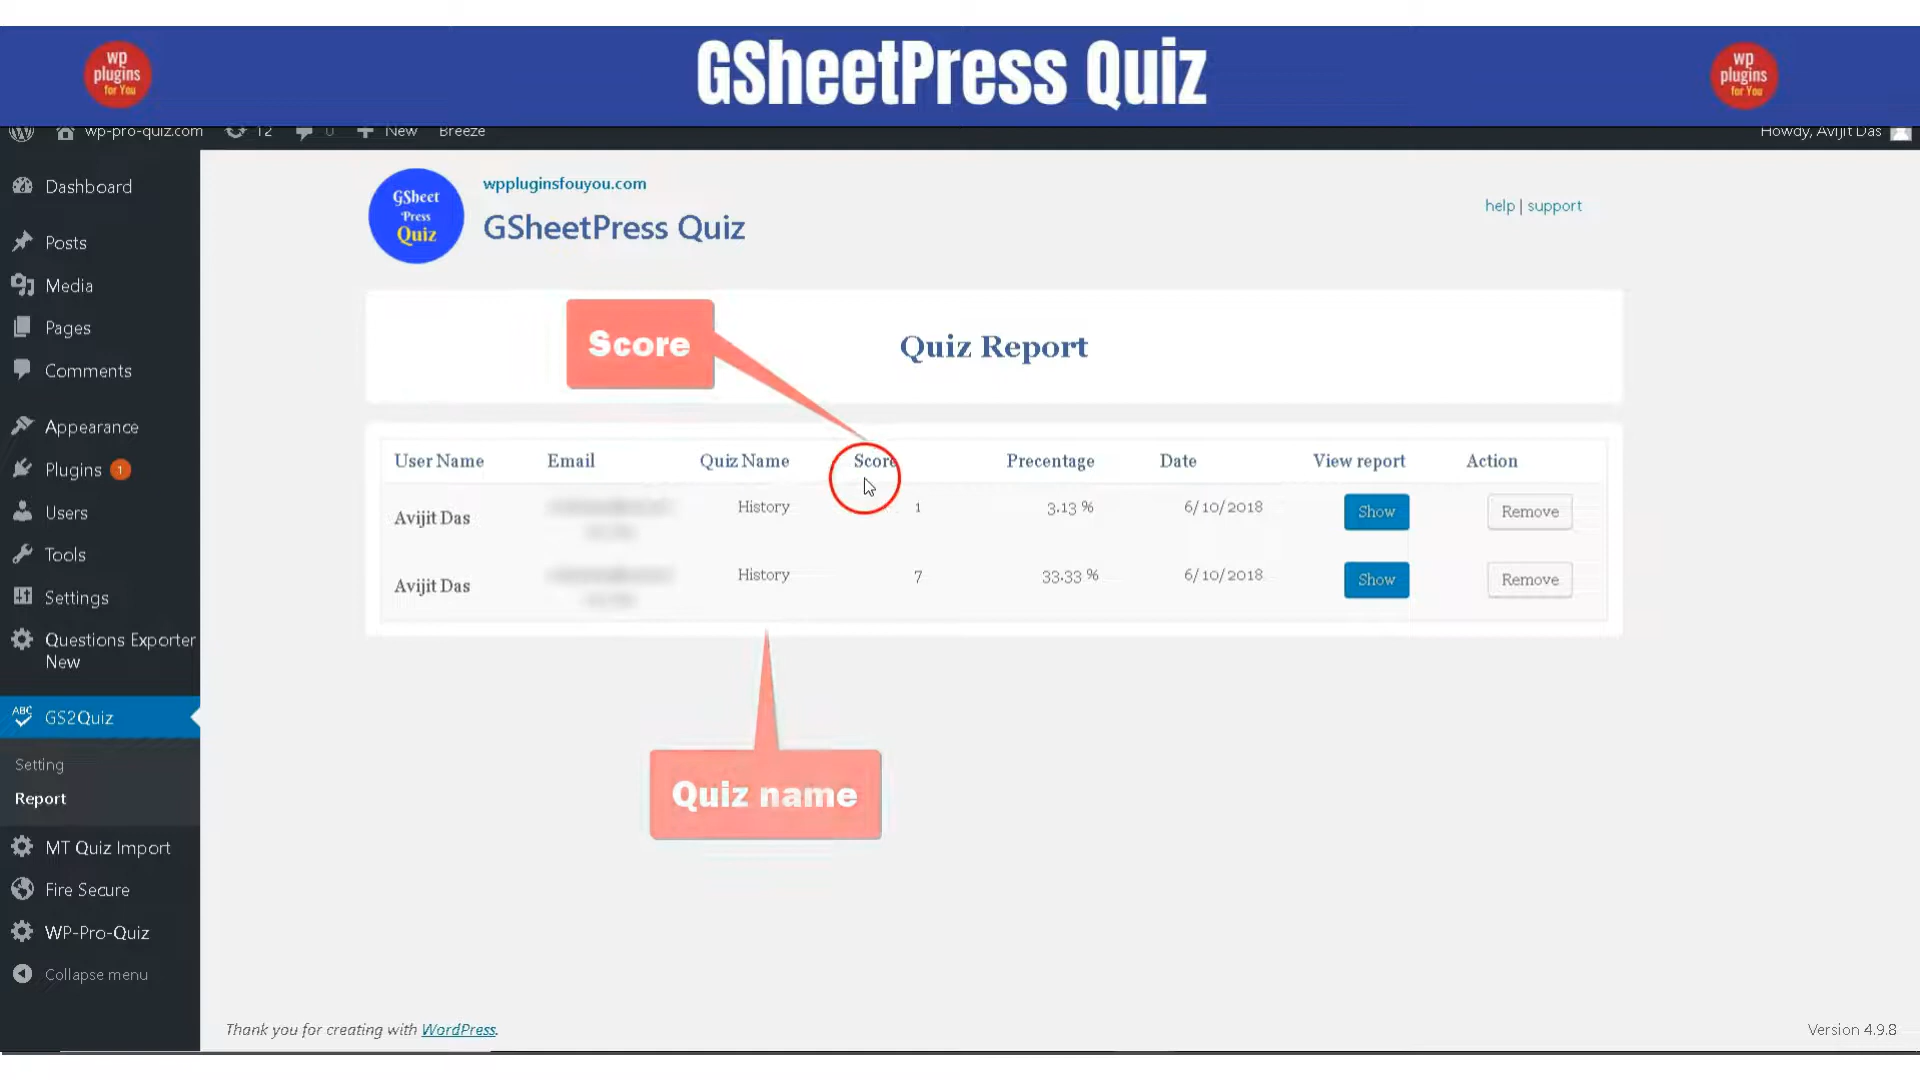 wp
plugins
for You
GSheetPress Quiz
wp
plugins
for You
wp-pro-quiz.com 12 0 New Breeze
Howdy, Avijit Das
Dashboard
Posts
Media
Pages
Comments
Appearance
Plugins 1
Users
Tools
Settings
Questions Exporter
New
ABC GS2Quiz
Setting
Report
MT Quiz Import
Fire Secure
WP-Pro-Quiz
Collapse menu
GSheet
Press
Quiz
wppluginsfouyou.com
GSheetPress Quiz
help | support
Score
Quiz Report
User Name Email Quiz Name Score Precentage Date View report Action
Avijit Das History 1 3.13 % 6/10/2018 Show Remove
Avijit Das History 7 33.33 % 6/10/2018 Show Remove
Quiz name
Thank you for creating with WordPress.
Version 4.9.8